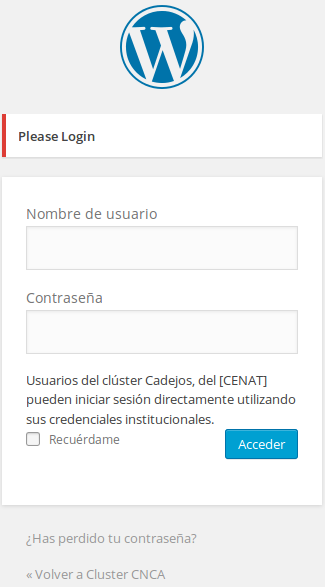 Please Login
Nombre de usuario
Contraseña
Usuarios del clúster Cadejos, del [CENAT]
pueden iniciar sesión directamente utilizando
sus credenciales institucionales.
Recuérdame
Acceder
¿Has perdido tu contraseña?
« Volver a Cluster CNCA